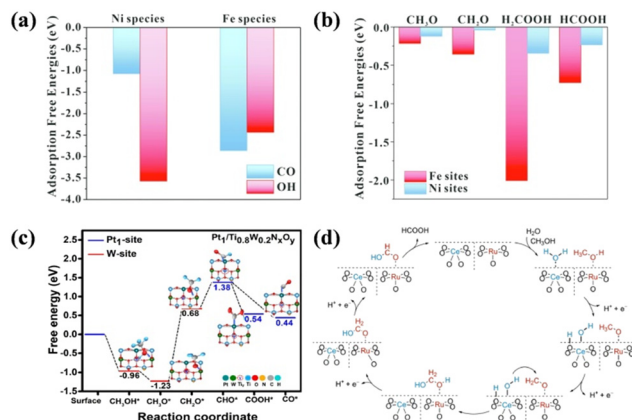 (a)
Ni species
Fe species
Adsorption Free Energies (eV)
0.0
-0.5
-1.0
-1.5
-2.0
-2.5
-3.0
-3.5
-4.0
CO
OH
(b)
CH₂O
CH₂O
H₂COOH
HCOOH
Adsorption Free Energies (eV)
0.0
-0.5
-1.0
-1.5
-2.0
Fe sites
Ni sites
(c)
Pt₁-site
W-site
Pt₁/Ti₀.₈W₀.₂NₓOᵧ
Free energy (eV)
2.5
2.0
1.5
1.0
0.5
0.0
-0.5
-1.0
-1.5
-0.96
-1.23
0.68
1.38
0.54
0.44
Surface
CH₃OH*
CH₃O*
CH₂O*
CHO*
COOH*
CO*
Reaction coordinate
(d)
HCOOH
H₂O
CH₃OH
H⁺ + e⁻
H⁺ + e⁻
H⁺ + e⁻
H⁺ + e⁻